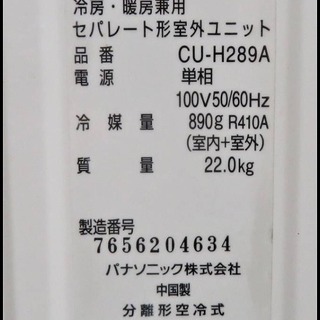 冷房・暖房兼用
セパレート形室外ユニット
品番 CU-H289A
電源 単相
100V50/60Hz
冷媒量 890g R410A
(室内+室外)
質量 22.0kg
製造番号
7656204634
パナソニック株式会社
中国製
分離形空冷式